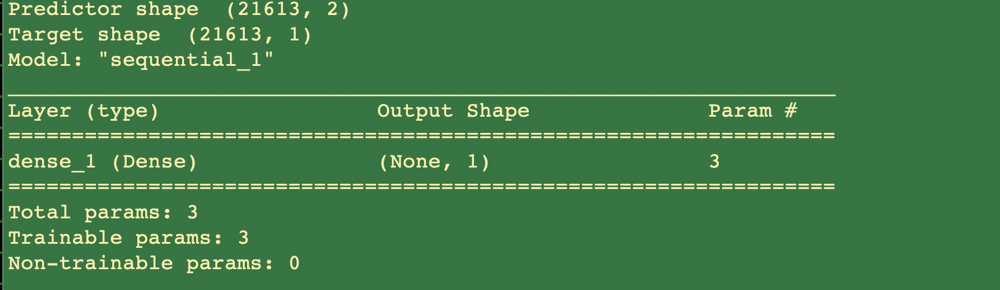 Predictor shape  (21613, 2)
Target shape  (21613, 1)
Model: "sequential_1"
_________________________________________________________________
Layer (type)                 Output Shape              Param #
=================================================================
dense_1 (Dense)              (None, 1)                 3
=================================================================
Total params: 3
Trainable params: 3
Non-trainable params: 0